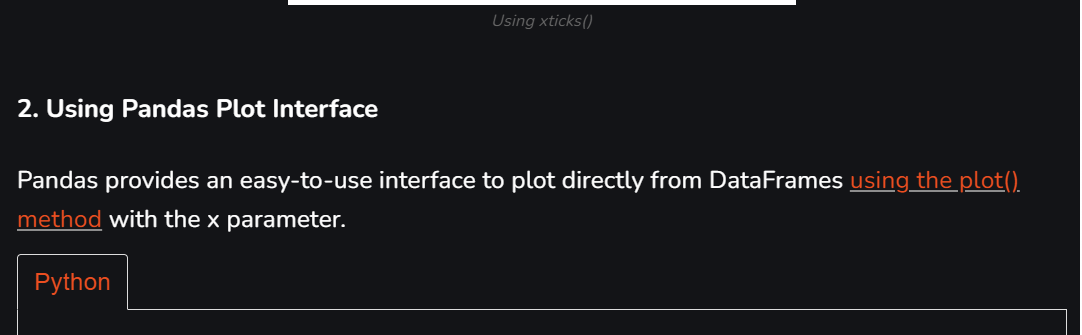 Using xticks()
2. Using Pandas Plot Interface
Pandas provides an easy-to-use interface to plot directly from DataFrames using the plot()
method with the x parameter.
Python